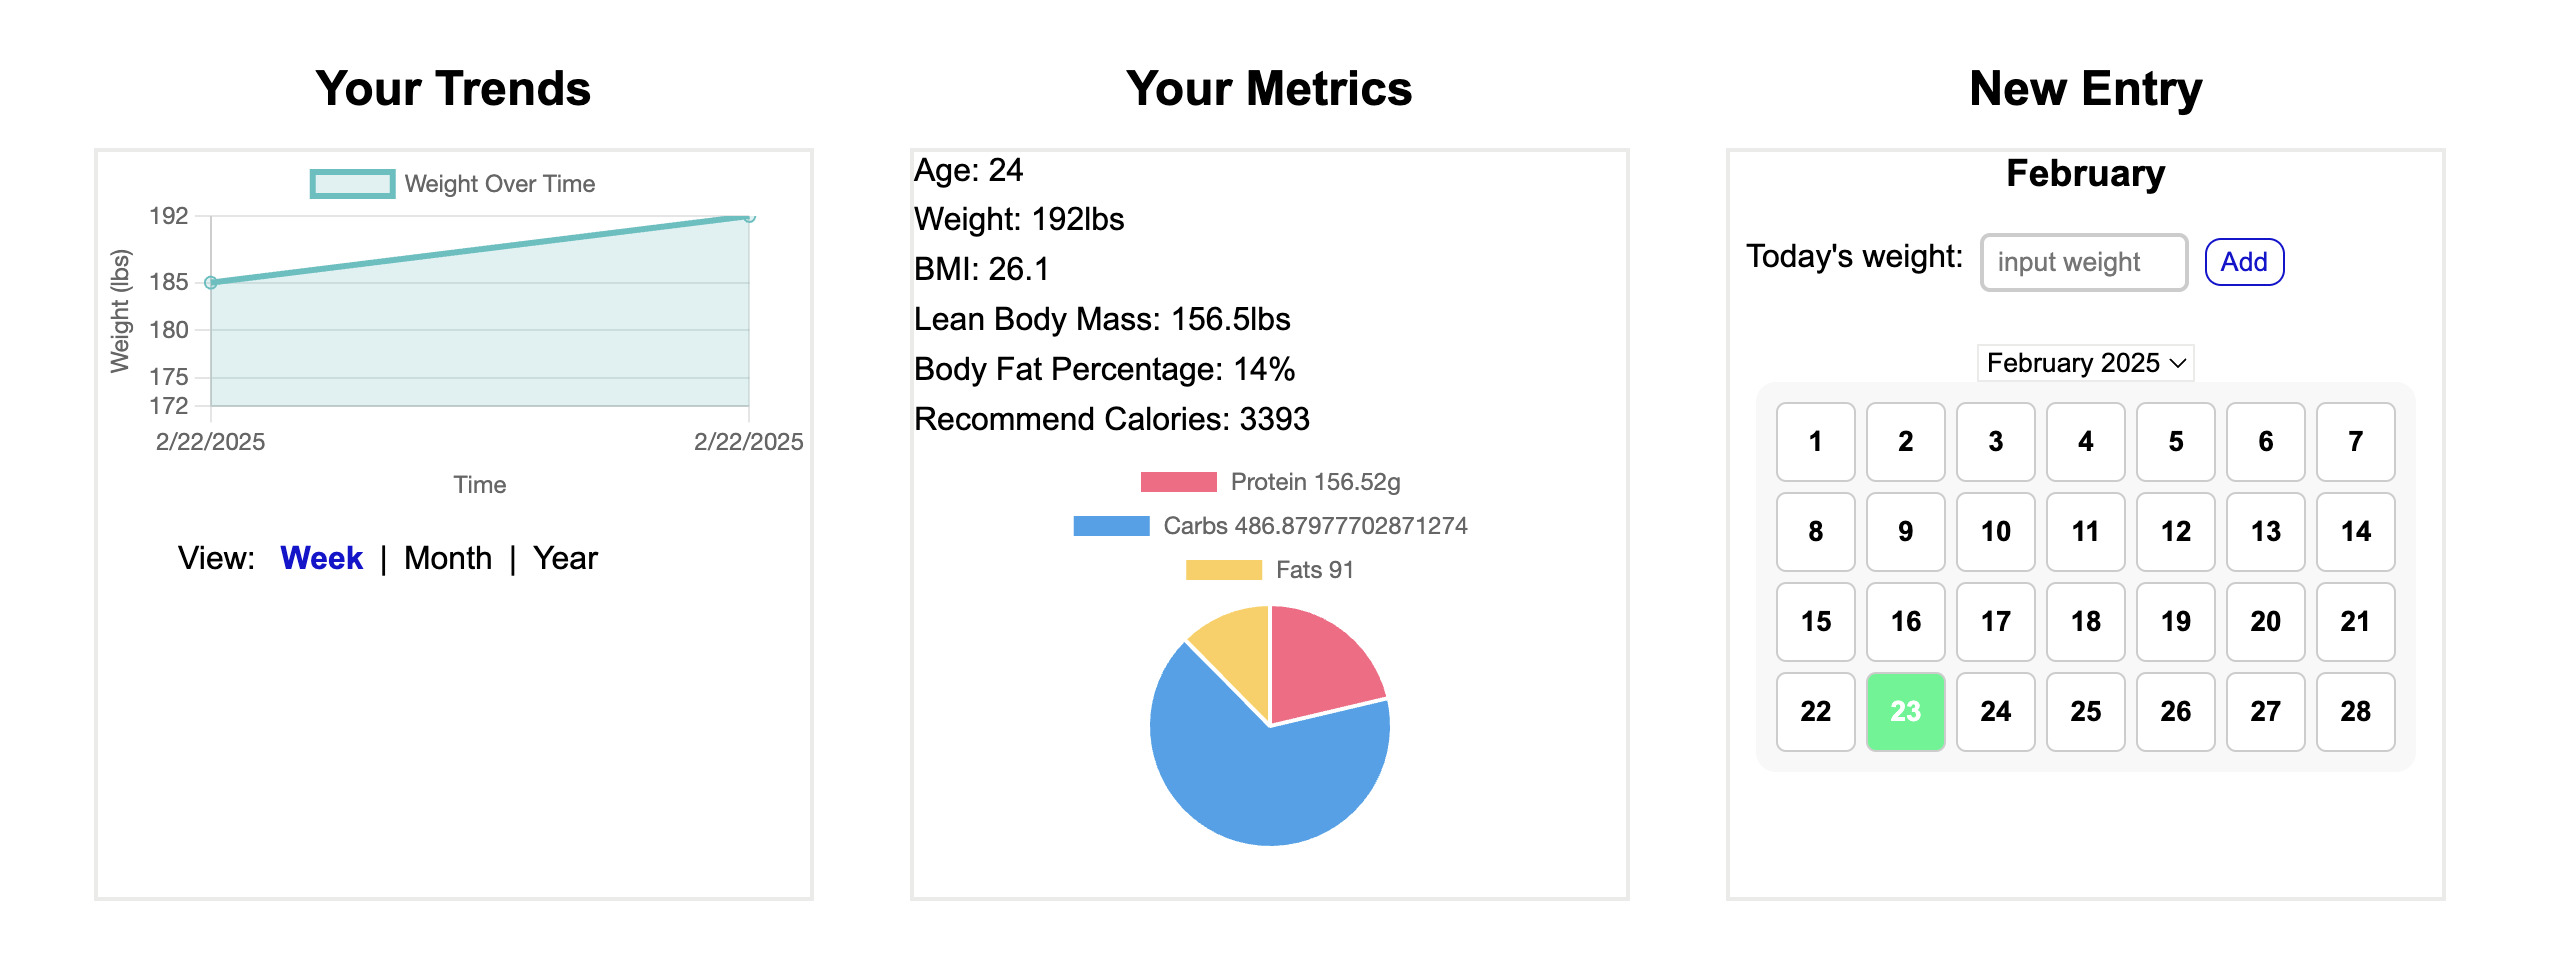 Your Trends
Weight Over Time
192
185
180
175
172
Weight (lbs)
2/22/2025 2/22/2025
Time
View: Week | Month | Year
Your Metrics
Age: 24
Weight: 192lbs
BMI: 26.1
Lean Body Mass: 156.5lbs
Body Fat Percentage: 14%
Recommend Calories: 3393
Protein 156.52g
Carbs 486.87977702871274
Fats 91
New Entry
February
Today's weight: input weight Add
February 2025
1 2 3 4 5 6 7
8 9 10 11 12 13 14
15 16 17 18 19 20 21
22 23 24 25 26 27 28